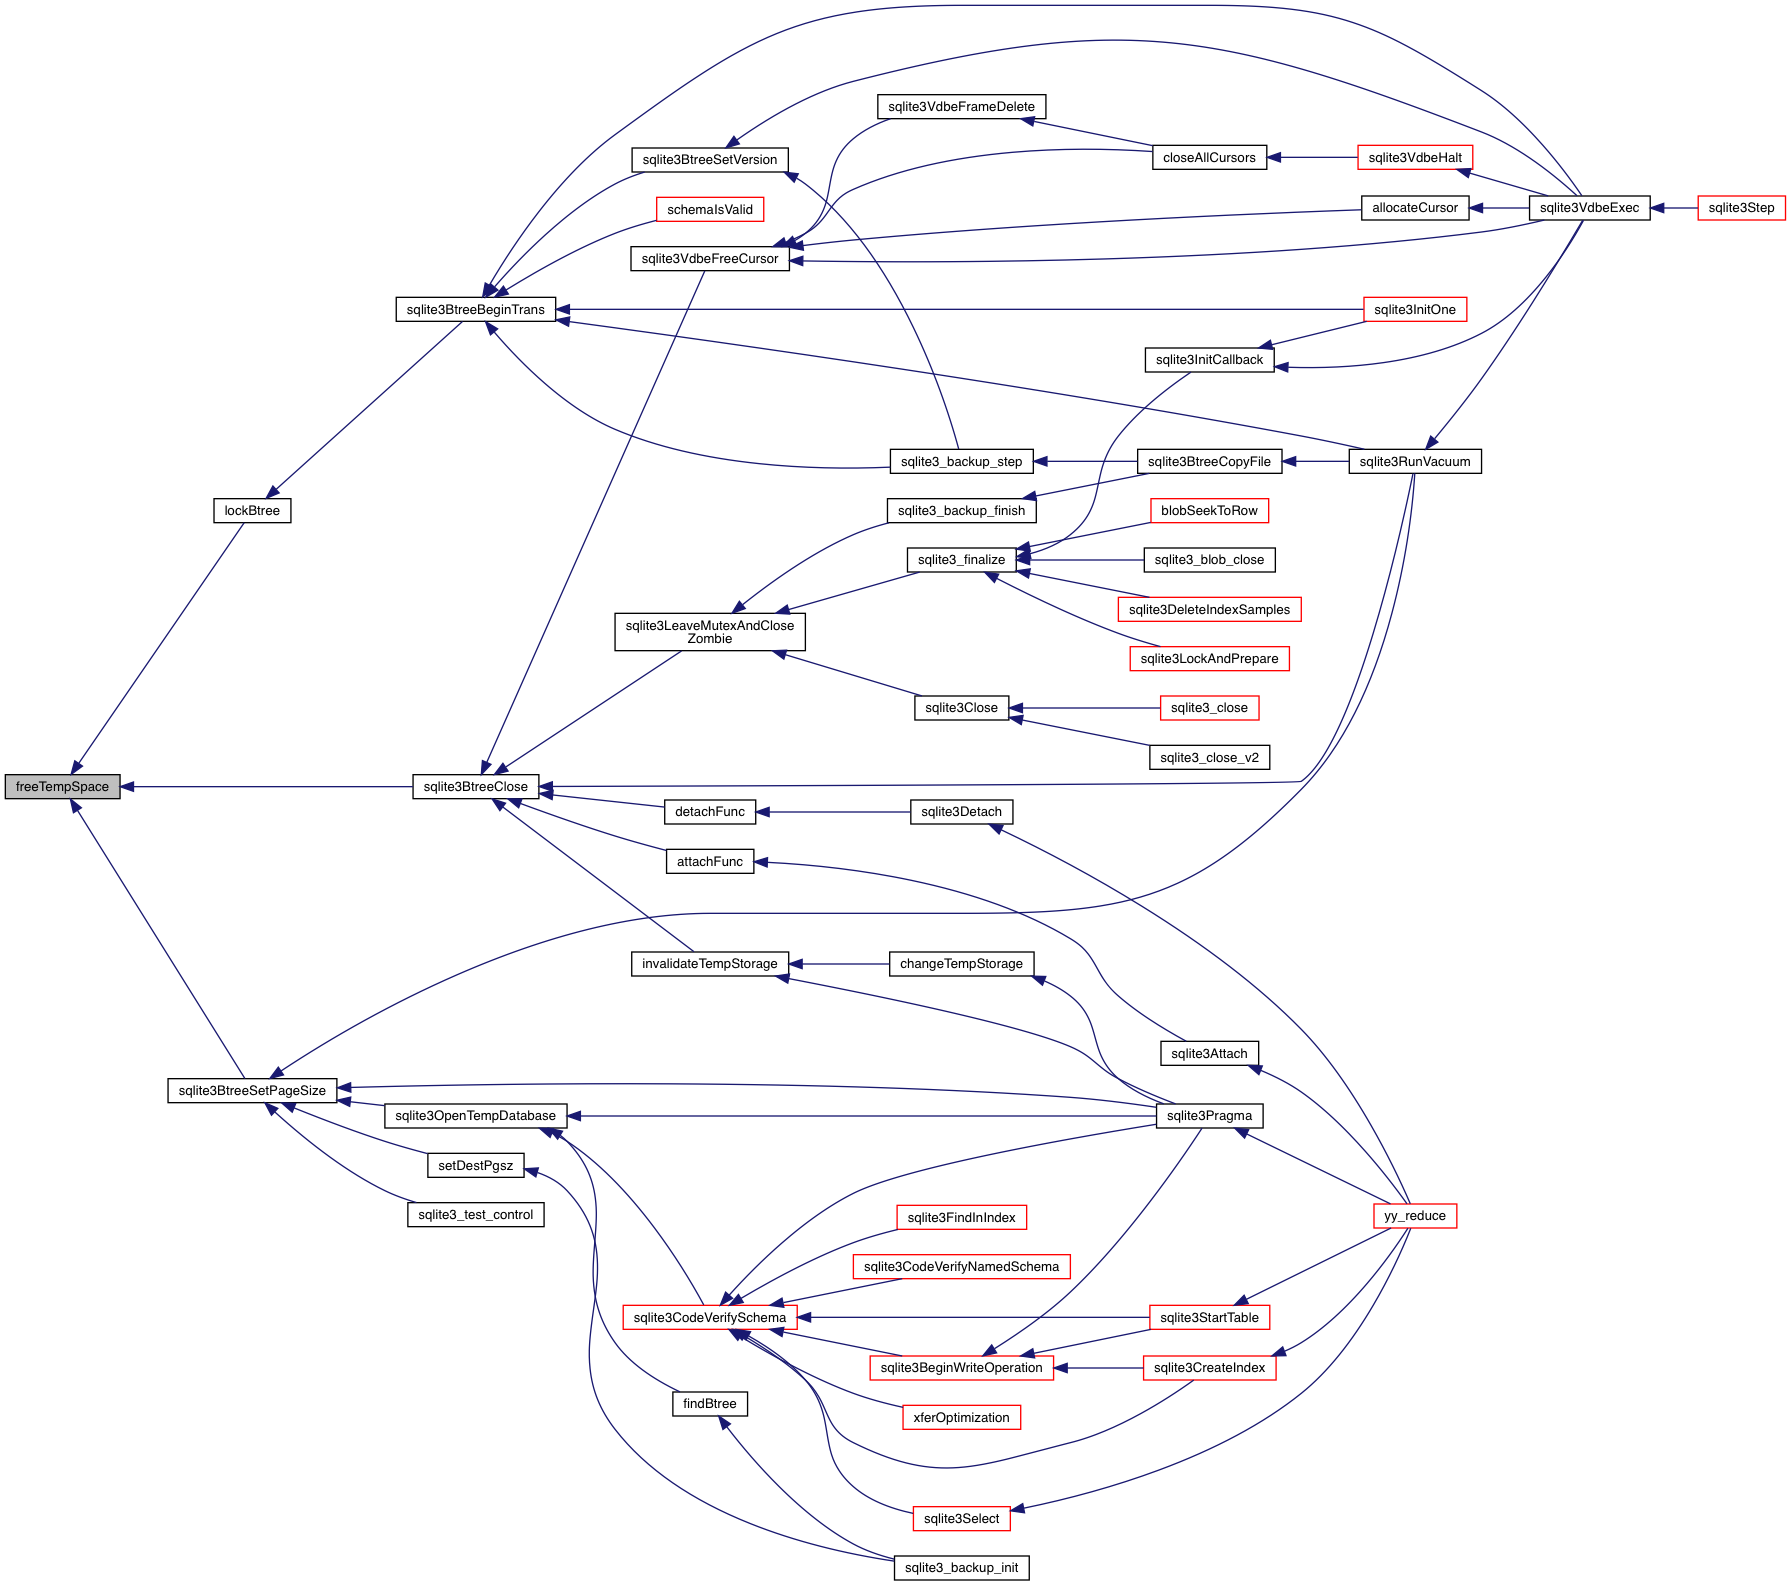 sqlite3VdbeFrameDelete
sqlite3BtreeSetVersion
closeAllCursors
sqlite3VdbeHalt
schemaIsValid
allocateCursor
sqlite3VdbeExec
sqlite3Step
sqlite3VdbeFreeCursor
sqlite3BtreeBeginTrans
sqlite3InitOne
sqlite3InitCallback
sqlite3_backup_step
sqlite3BtreeCopyFile
sqlite3RunVacuum
lockBtree
sqlite3_backup_finish
blobSeekToRow
sqlite3_finalize
sqlite3_blob_close
sqlite3DeleteIndexSamples
sqlite3LeaveMutexAndClose
Zombie
sqlite3LockAndPrepare
sqlite3Close
sqlite3_close
sqlite3_close_v2
freeTempSpace
sqlite3BtreeClose
detachFunc
sqlite3Detach
attachFunc
invalidateTempStorage
changeTempStorage
sqlite3Attach
sqlite3BtreeSetPageSize
sqlite3OpenTempDatabase
sqlite3Pragma
setDestPgsz
sqlite3_test_control
sqlite3FindInIndex
yy_reduce
sqlite3CodeVerifyNamedSchema
sqlite3CodeVerifySchema
sqlite3StartTable
sqlite3BeginWriteOperation
sqlite3CreateIndex
findBtree
xferOptimization
sqlite3Select
sqlite3_backup_init